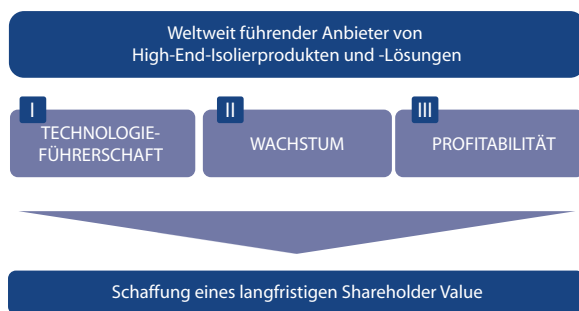 Weltweit führender Anbieter von
High-End-Isolierprodukten und -Lösungen
I
TECHNOLOGIE-
FÜHRERSCHAFT
II
WACHSTUM
III
PROFITABILITÄT
Schaffung eines langfristigen Shareholder Value